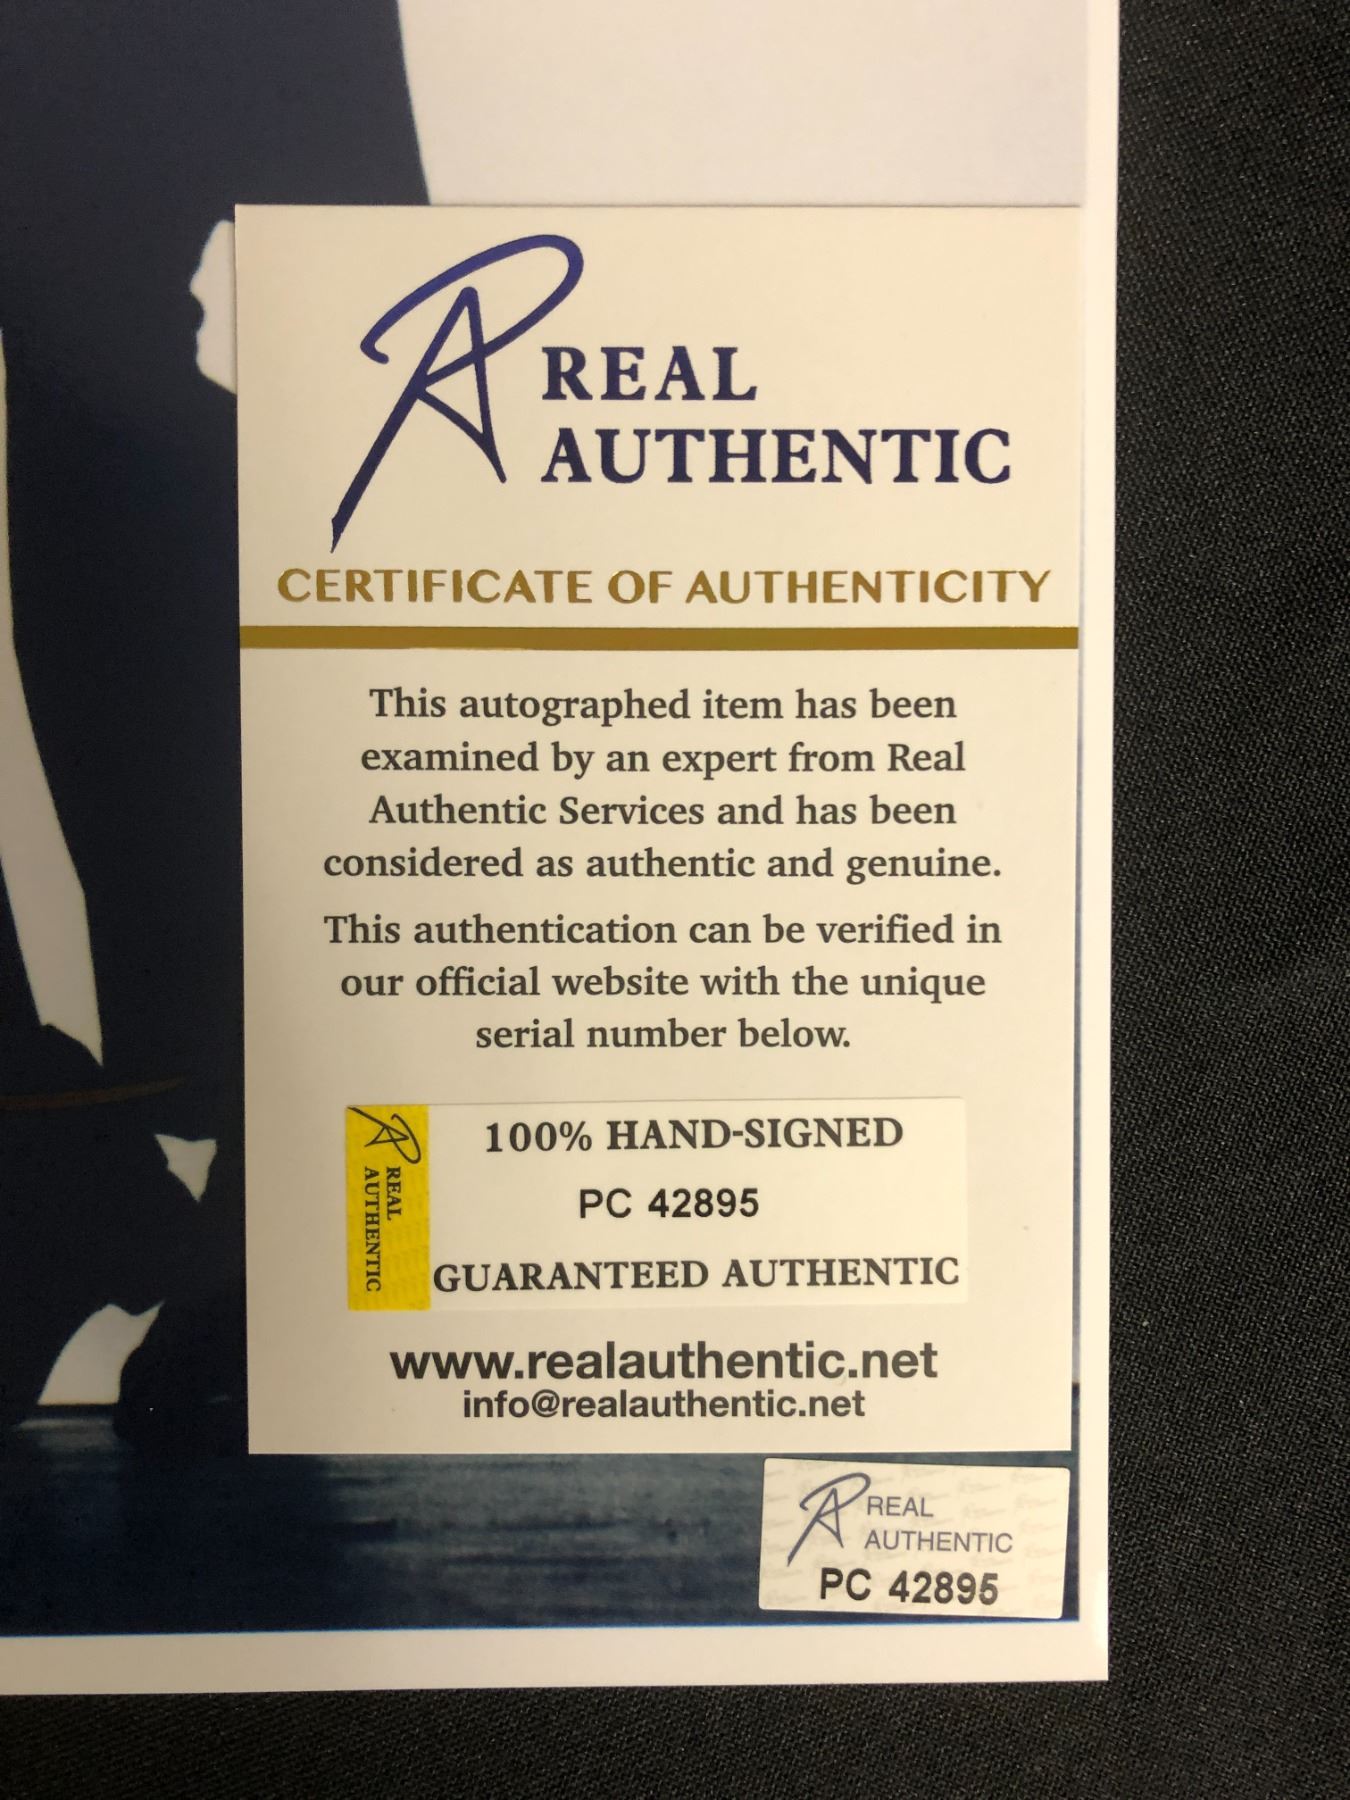 REAL
AUTHENTIC
CERTIFICATE OF AUTHENTICITY
This autographed item has been
examined by an expert from Real
Authentic Services and has been
considered as authentic and genuine.
This authentication can be verified in
our official website with the unique
serial number below.
REAL
AUTHENTIC
100% HAND-SIGNED
PC 42895
GUARANTEED AUTHENTIC
www.realauthentic.net
info@realauthentic.net
REAL
AUTHENTIC
PC 42895